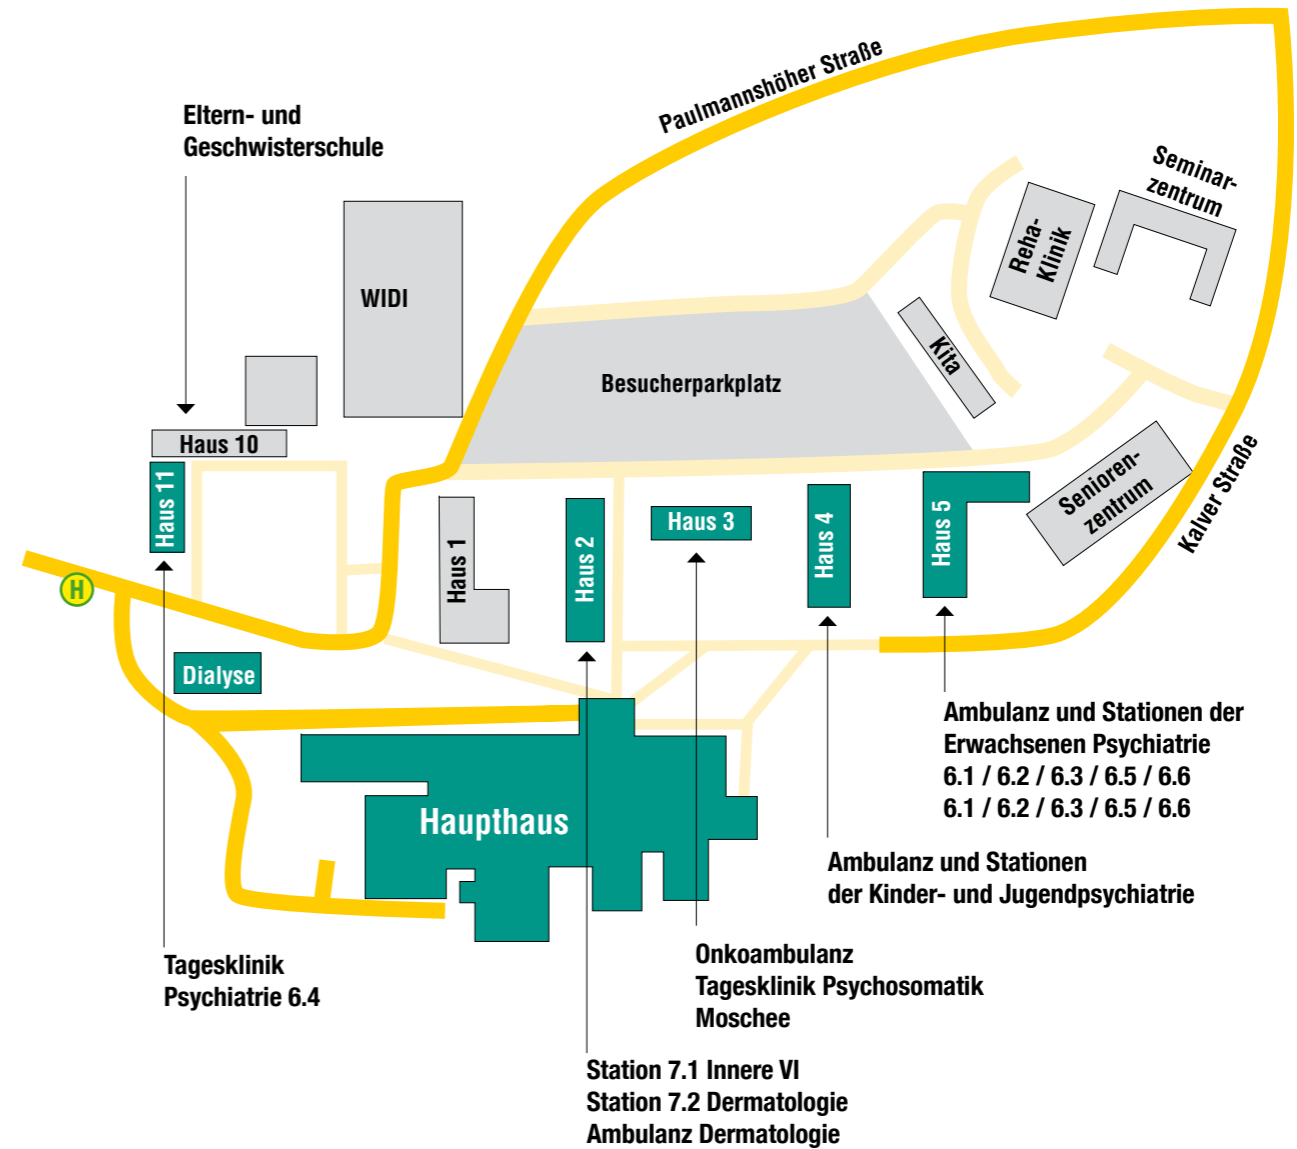 Paulmannshöher Straße
Eltern- und
Geschwisterschule
Seminar-
zentrum
Reha-
Klinik
WIDI
Kita
Besucherparkplatz
Haus 10
Haus 11
Senioren-
zentrum
Kalver Straße
Haus 1
Haus 2
Haus 3
Haus 4
Haus 5
H
Dialyse
Haupthaus
Ambulanz und Stationen der
Erwachsenen Psychiatrie
6.1 / 6.2 / 6.3 / 6.5 / 6.6
6.1 / 6.2 / 6.3 / 6.5 / 6.6
Ambulanz und Stationen
der Kinder- und Jugendpsychiatrie
Onkoambulanz
Tagesklinik Psychosomatik
Moschee
Tagesklinik
Psychiatrie 6.4
Station 7.1 Innere VI
Station 7.2 Dermatologie
Ambulanz Dermatologie